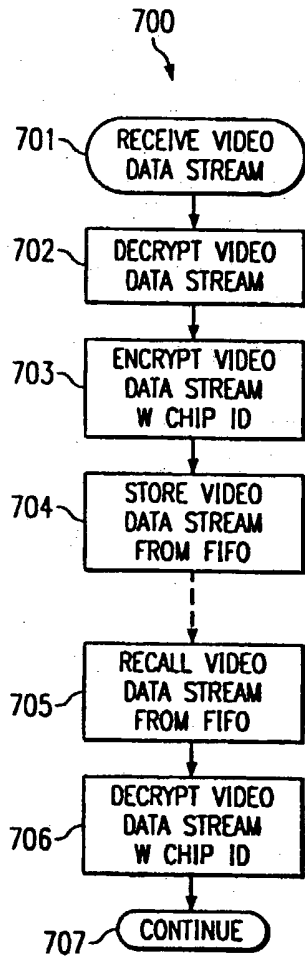 700
701
RECEIVE VIDEO
DATA STREAM
702
DECRYPT VIDEO
DATA STREAM
703
ENCRYPT VIDEO
DATA STREAM
W CHIP ID
704
STORE VIDEO
DATA STREAM
FROM FIFO
705
RECALL VIDEO
DATA STREAM
FROM FIFO
706
DECRYPT VIDEO
DATA STREAM
W CHIP ID
707
CONTINUE